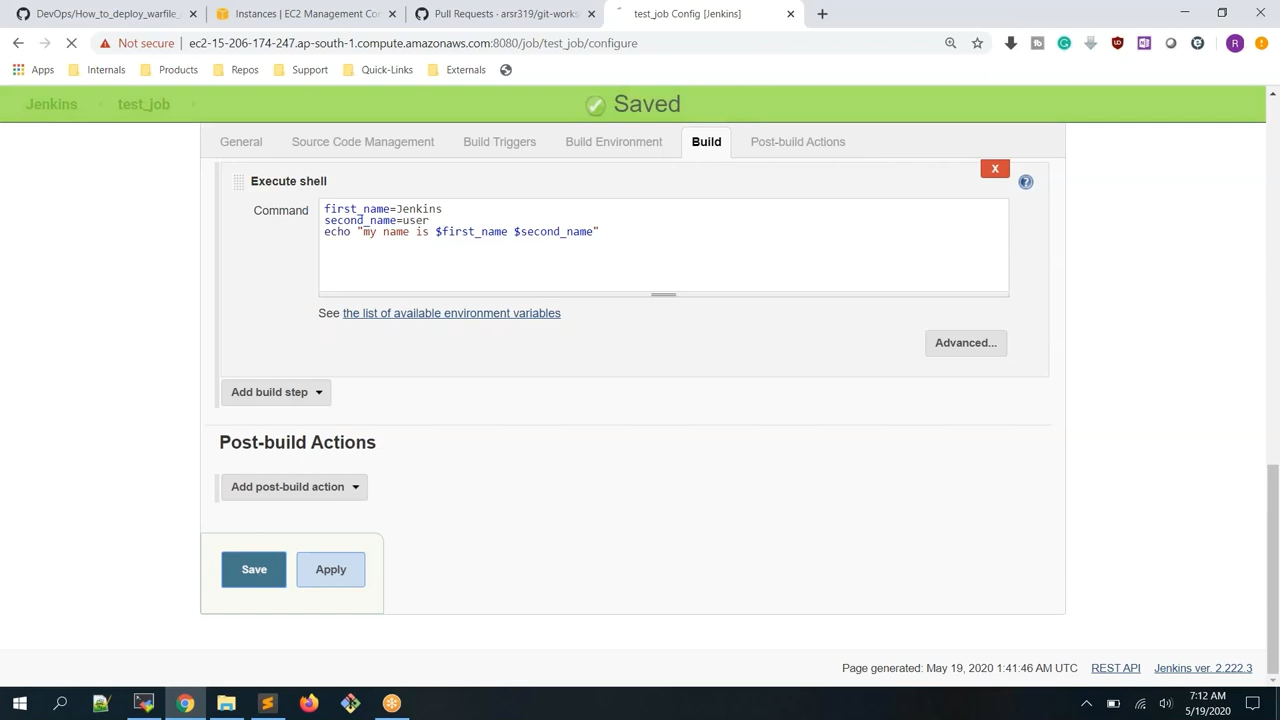 DevOps/How_to_deploy_warfile_
Instances | EC2 Management Co
Pull Requests · arsr319/git-works
test_job Config [Jenkins]
Not secure | ec2-15-206-174-247.ap-south-1.compute.amazonaws.com:8080/job/test_job/configure
Apps
Internals
Products
Repos
Support
Quick-Links
Externals
Jenkins
test_job
Saved
General
Source Code Management
Build Triggers
Build Environment
Build
Post-build Actions
Execute shell
X
Command
first_name=Jenkins
second_name=user
echo "my name is $first_name $second_name"
See the list of available environment variables
Advanced...
Add build step
Post-build Actions
Add post-build action
Save
Apply
Page generated: May 19, 2020 1:41:46 AM UTC
REST API
Jenkins ver. 2.222.3
7:12 AM
5/19/2020